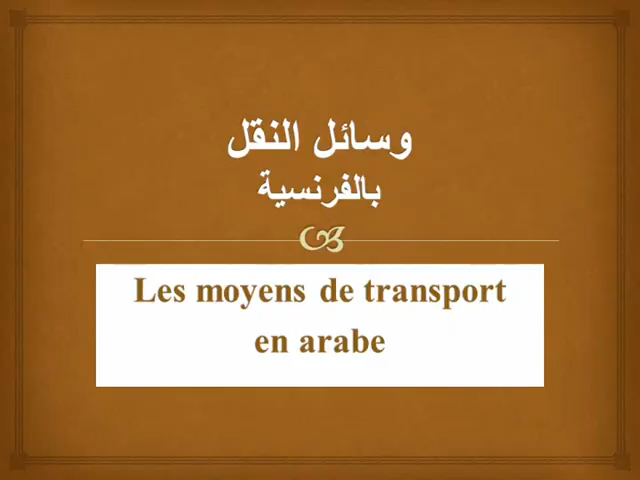 وسائل النقل
بالفرنسية
Les moyens de transport
en arabe